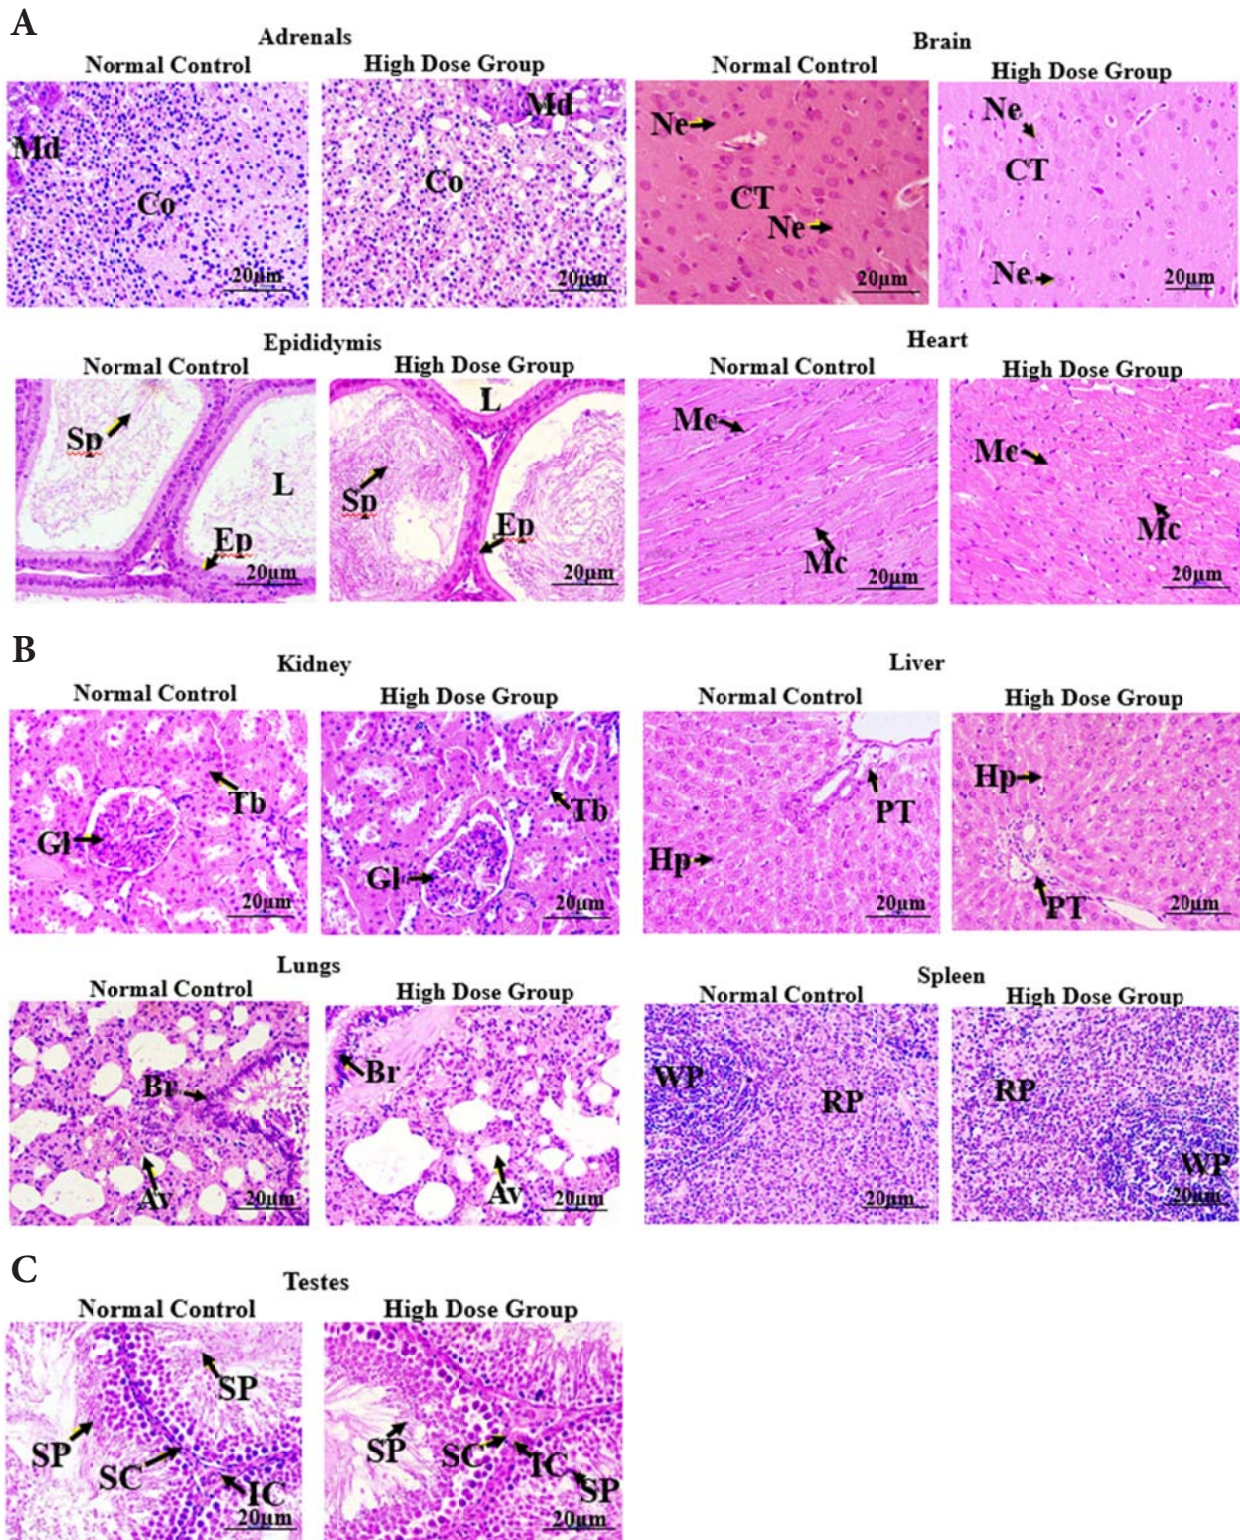 A
Adrenals
Normal Control
High Dose Group
Brain
Normal Control
High Dose Group
Md
Co
20µm
Md
Co
20µm
Ne
CT
Ne
20µm
Ne
CT
Ne
20µm
Epididymis
Normal Control
High Dose Group
Heart
Normal Control
High Dose Group
Sp
L
Ep
20µm
L
Sp
Ep
20µm
Mc
Mc
20µm
Mc
Mc
20µm
B
Kidney
Normal Control
High Dose Group
Liver
Normal Control
High Dose Group
Tb
Gl
20µm
Tb
Gl
20µm
PT
Hp
20µm
Hp
PT
20µm
Lungs
Normal Control
High Dose Group
Spleen
Normal Control
High Dose Group
Br
Av
20µm
Br
Av
20µm
WP
RP
20µm
RP
WP
20µm
C
Testes
Normal Control
High Dose Group
SP
SP
SC
IC
20µm
SP
SC
IC
SP
20µm